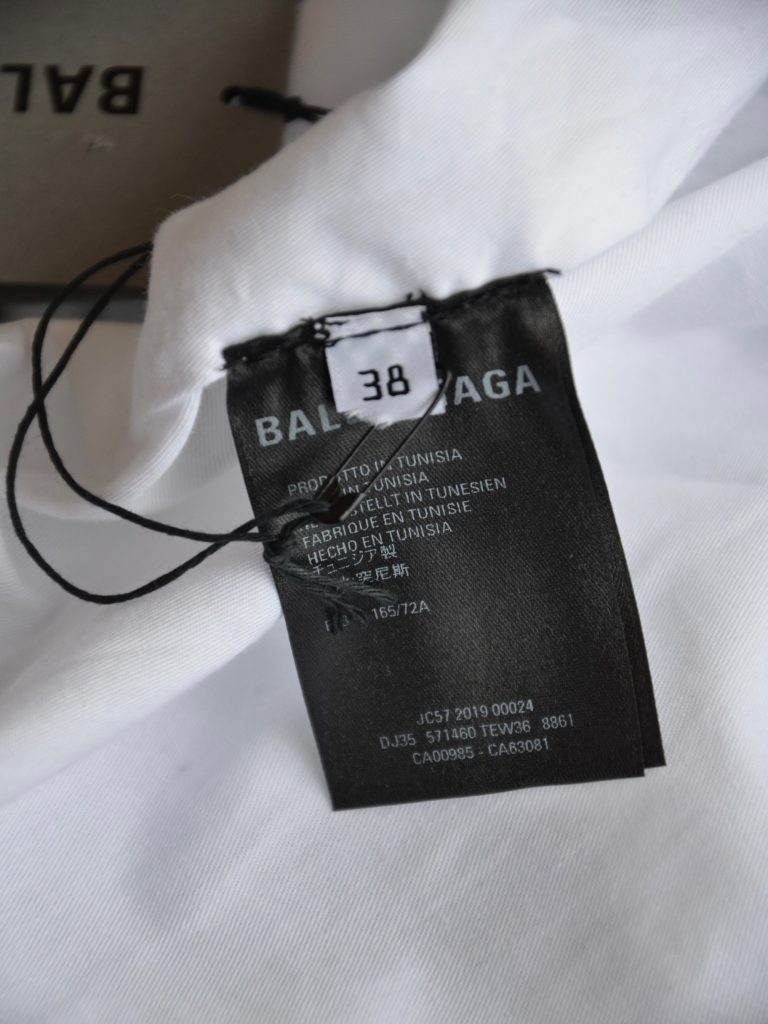 BAL
38
BAL AGA
PRODOTTO IN TUNISIA
IN TUNISIA
STELLT IN TUNESIEN
FABRIQUE EN TUNISIE
HECHO EN TUNISIA
チュニジア製
突尼斯
165/72A
JC57 2019 00024
DJ35 571460 TEW36 8861
CA00985 - CA63081